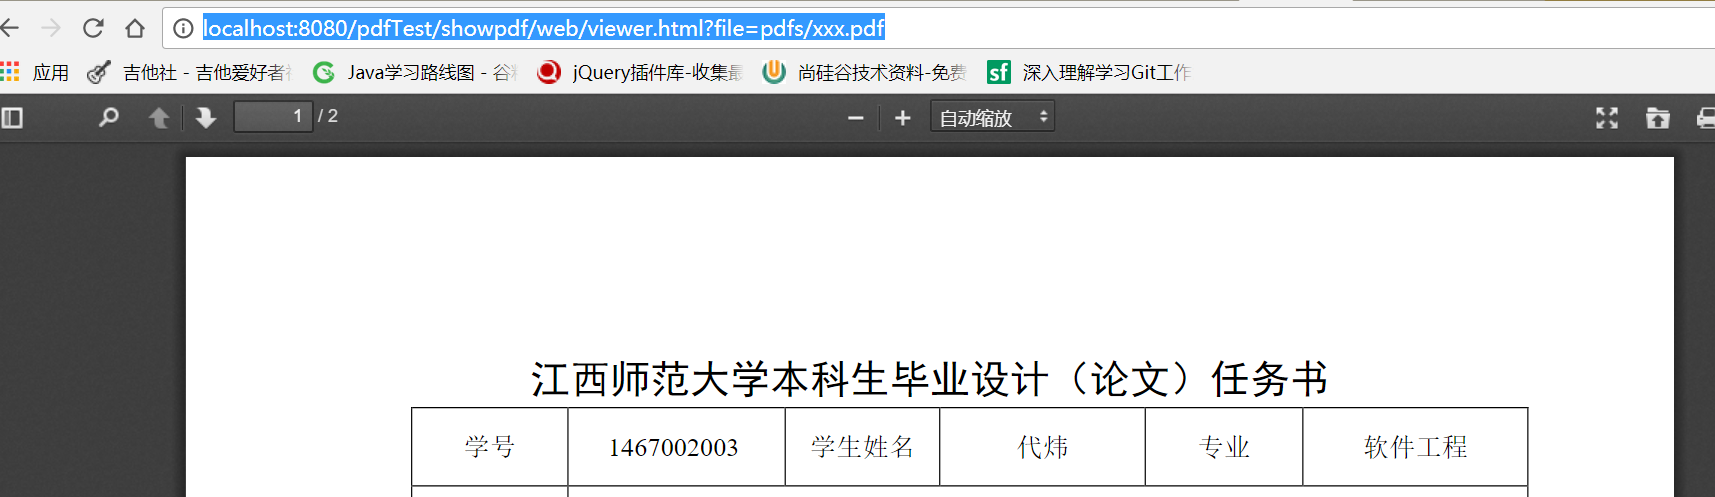 localhost:8080/pdfTest/showpdf/web/viewer.html?file=pdfs/xxx.pdf
应用 吉他社 - 吉他爱好者 Java学习路线图 - 谷 jQuery插件库-收集最 尚硅谷技术资料-免费 sf 深入理解学习Git工作
1 / 2 自动缩放
江西师范大学本科生毕业设计（论文）任务书
学号 1467002003 学生姓名 代炜 专业 软件工程